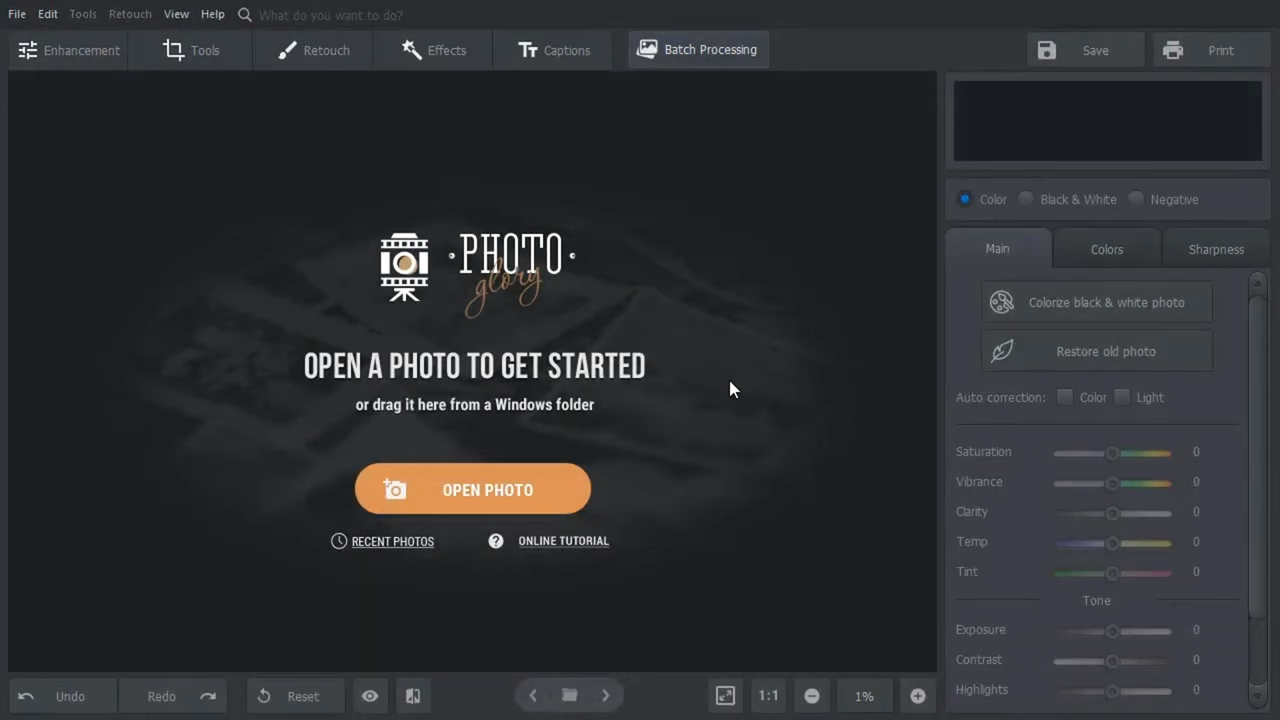 File Edit Tools Retouch View Help What do you want to do?
Enhancement Tools Retouch Effects Captions Batch Processing Save Print
Color Black & White Negative
Main Colors Sharpness
PHOTO
glory
OPEN A PHOTO TO GET STARTED
or drag it here from a Windows folder
OPEN PHOTO
RECENT PHOTOS ONLINE TUTORIAL
Colorize black & white photo
Restore old photo
Auto correction: Color Light
Saturation 0
Vibrance 0
Clarity 0
Temp 0
Tint 0
Tone
Exposure 0
Contrast 0
Highlights 0
Undo Redo Reset 1:1 1%